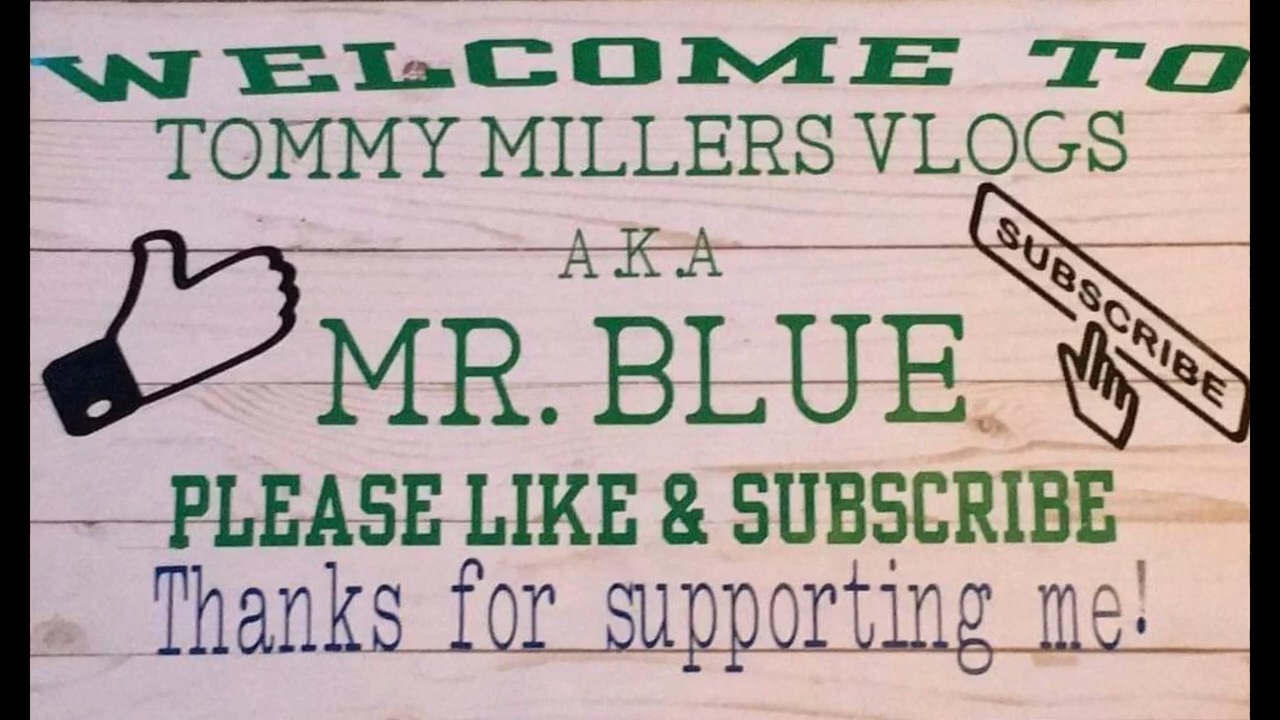 WELCOME TO
TOMMY MILLERS VLOGS
A.K.A
MR. BLUE
SUBSCRIBE
PLEASE LIKE & SUBSCRIBE
Thanks for supporting me!